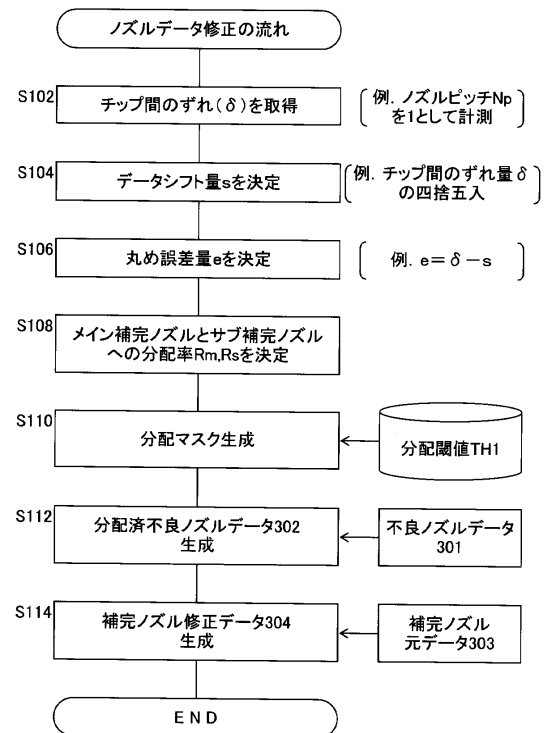 ノズルデータ修正の流れ
S102
チップ間のずれ(δ)を取得
例. ノズルピッチNp
を1として計測
S104
データシフト量sを決定
例. チップ間のずれ量δ
の四捨五入
S106
丸め誤差量eを決定
例. e=δ-s
S108
メイン補完ノズルとサブ補完ノズル
への分配率Rm,Rsを決定
S110
分配マスク生成
分配閾値TH1
S112
分配済不良ノズルデータ302
生成
不良ノズルデータ
301
S114
補完ノズル修正データ304
生成
補完ノズル
元データ303
END